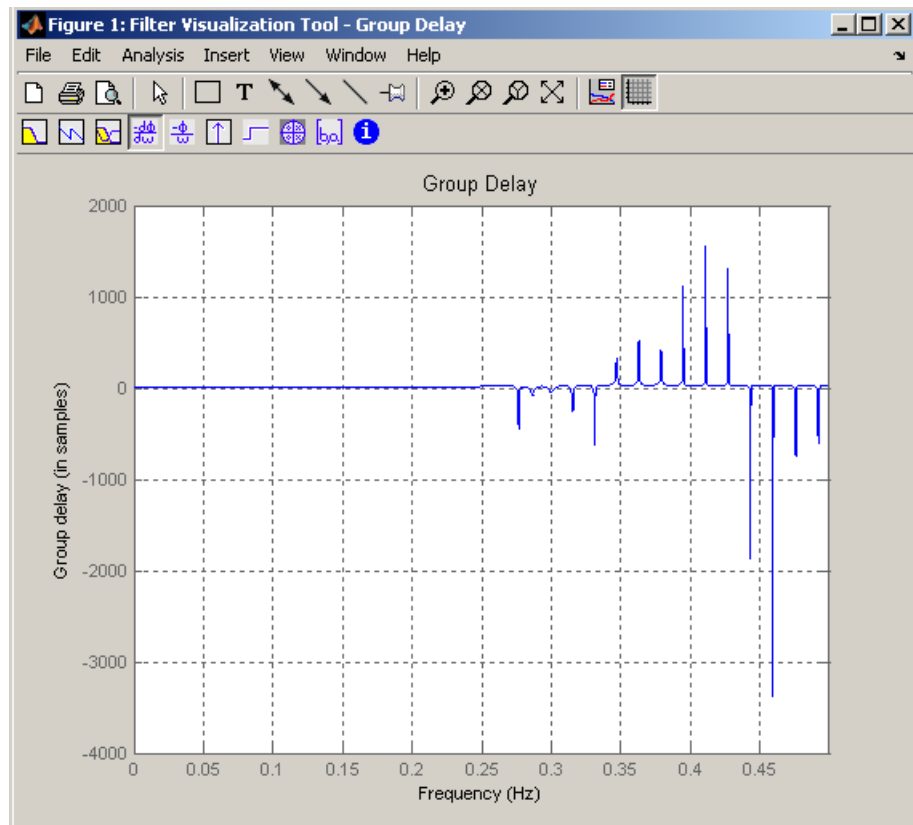 Figure 1: Filter Visualization Tool - Group Delay
File Edit Analysis Insert View Window Help
T
[b,a] i
Group Delay
2000
1000
0
-1000
-2000
-3000
-4000
Group delay (in samples)
0 0.05 0.1 0.15 0.2 0.25 0.3 0.35 0.4 0.45
Frequency (Hz)